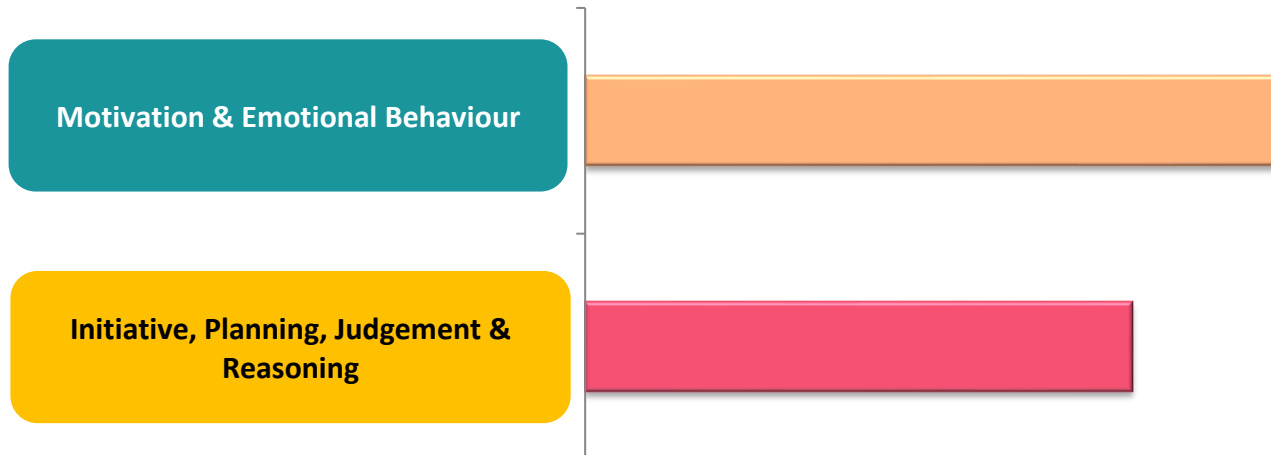 Motivation & Emotional Behaviour
Initiative, Planning, Judgement &
Reasoning